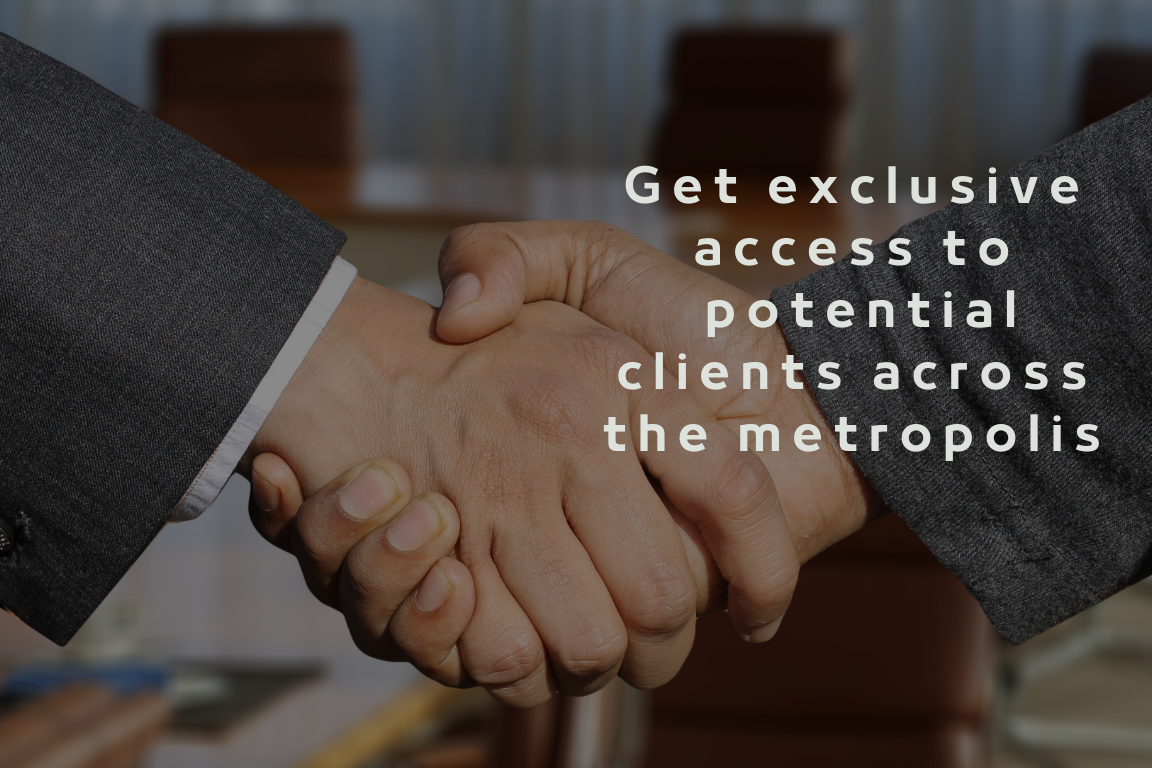 Get exclusive
access to
potential
clients across
the metropolis